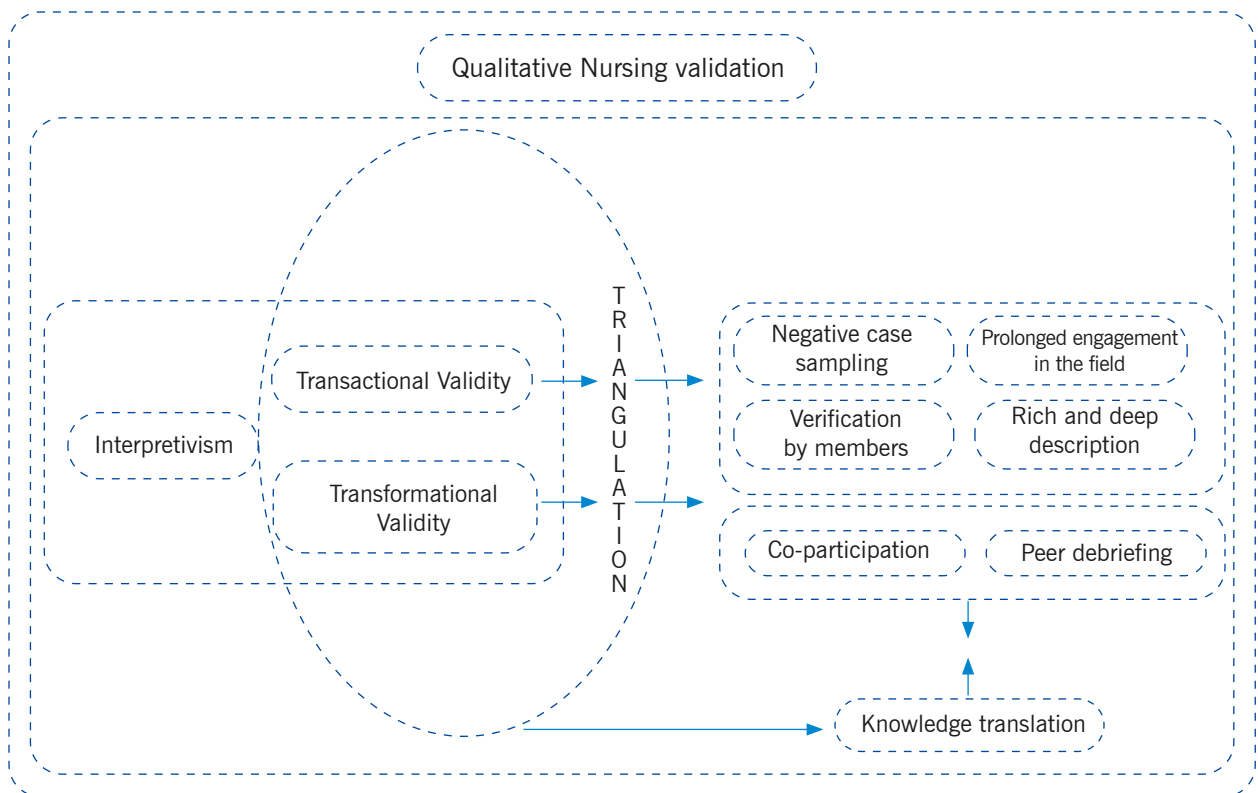 Qualitative Nursing validation
Interpretivism
Transactional Validity
Transformational
Validity
TRIANGULATION
Negative case
sampling
Prolonged engagement
in the field
Verification
by members
Rich and deep
description
Co-participation
Peer debriefing
Knowledge translation